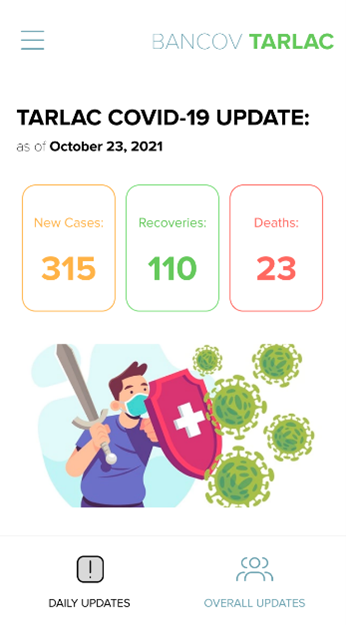 BANCOV TARLAC
TARLAC COVID-19 UPDATE:
as of October 23, 2021
New Cases: Recoveries: Deaths:
315 110 23
DAILY UPDATES OVERALL UPDATES